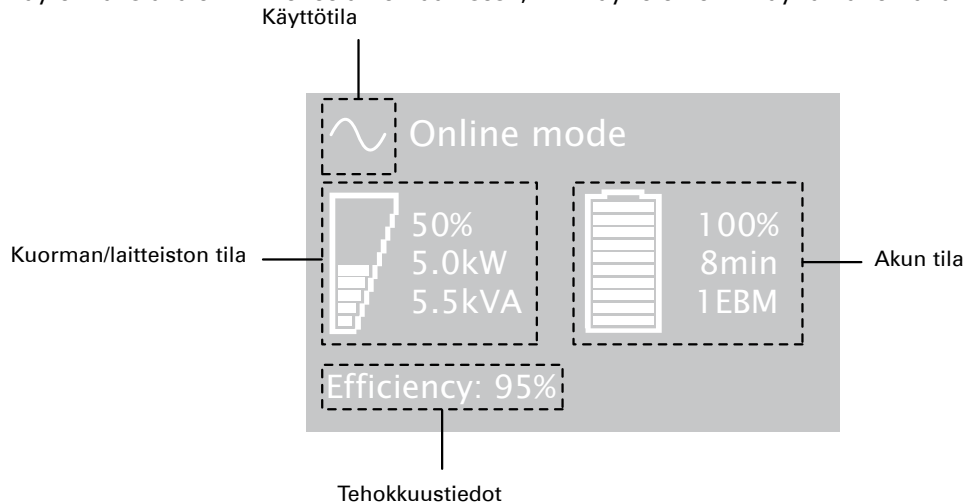 Käyttötila
Online mode
50%
5.0kW
5.5kVA
100%
8min
1EBM
Kuorman/laitteiston tila
Akun tila
Efficiency: 95%
Tehokkuustiedot